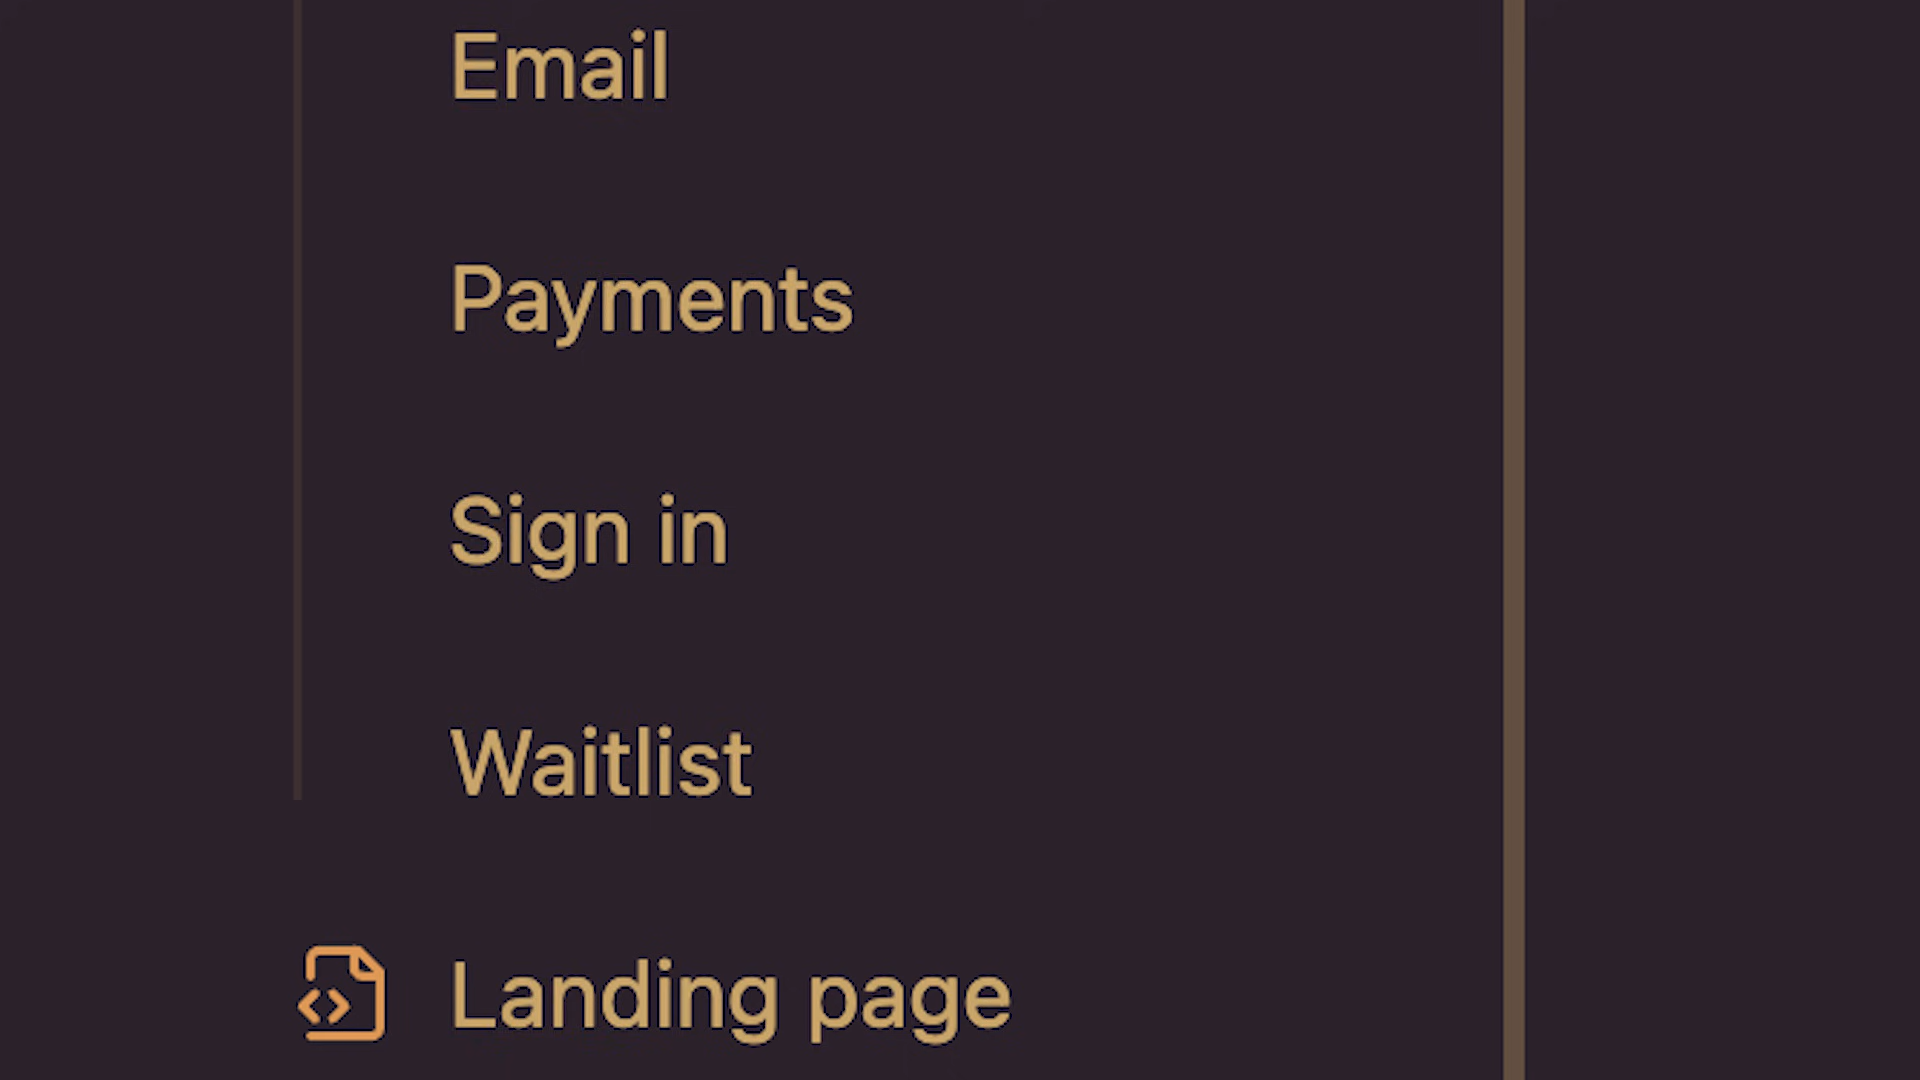 Email
Payments
Sign in
Waitlist
Landing page